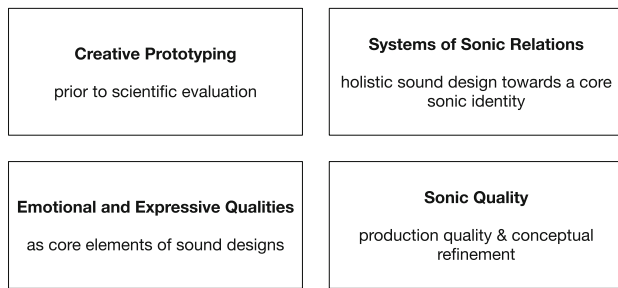 Creative Prototyping
prior to scientific evaluation
Systems of Sonic Relations
holistic sound design towards a core
sonic identity
Emotional and Expressive Qualities
as core elements of sound designs
Sonic Quality
production quality & conceptual
refinement